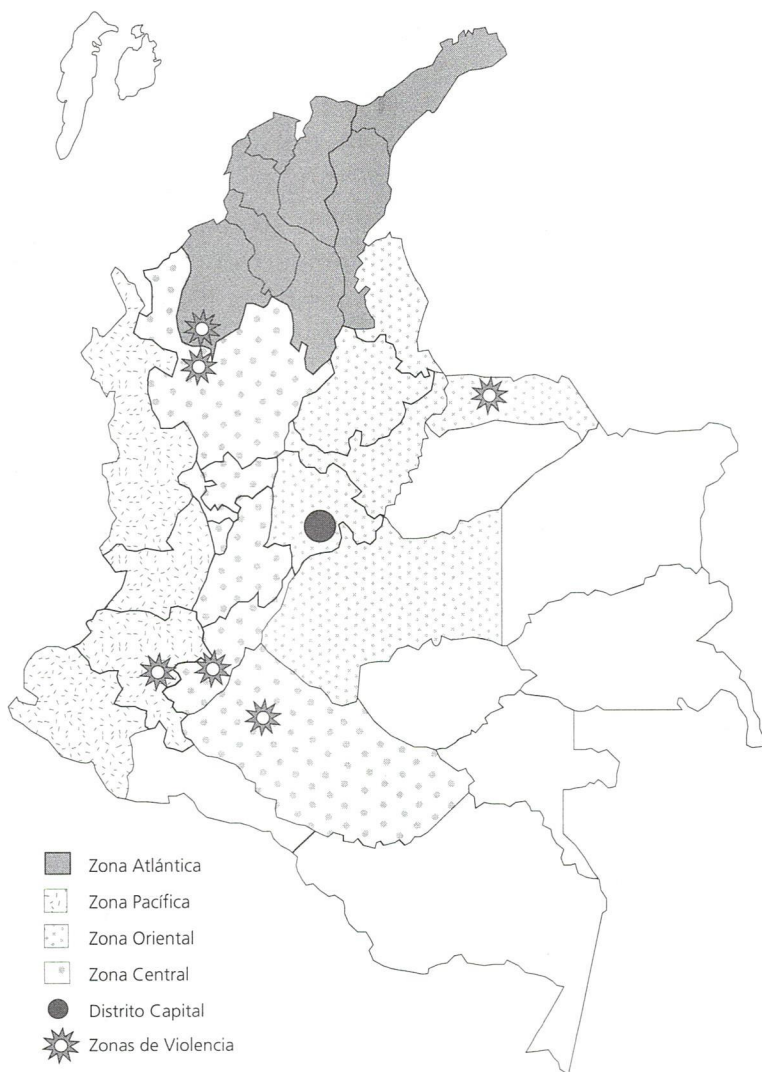 Zona Atlántica
Zona Pacífica
Zona Oriental
Zona Central
Distrito Capital
Zonas de Violencia